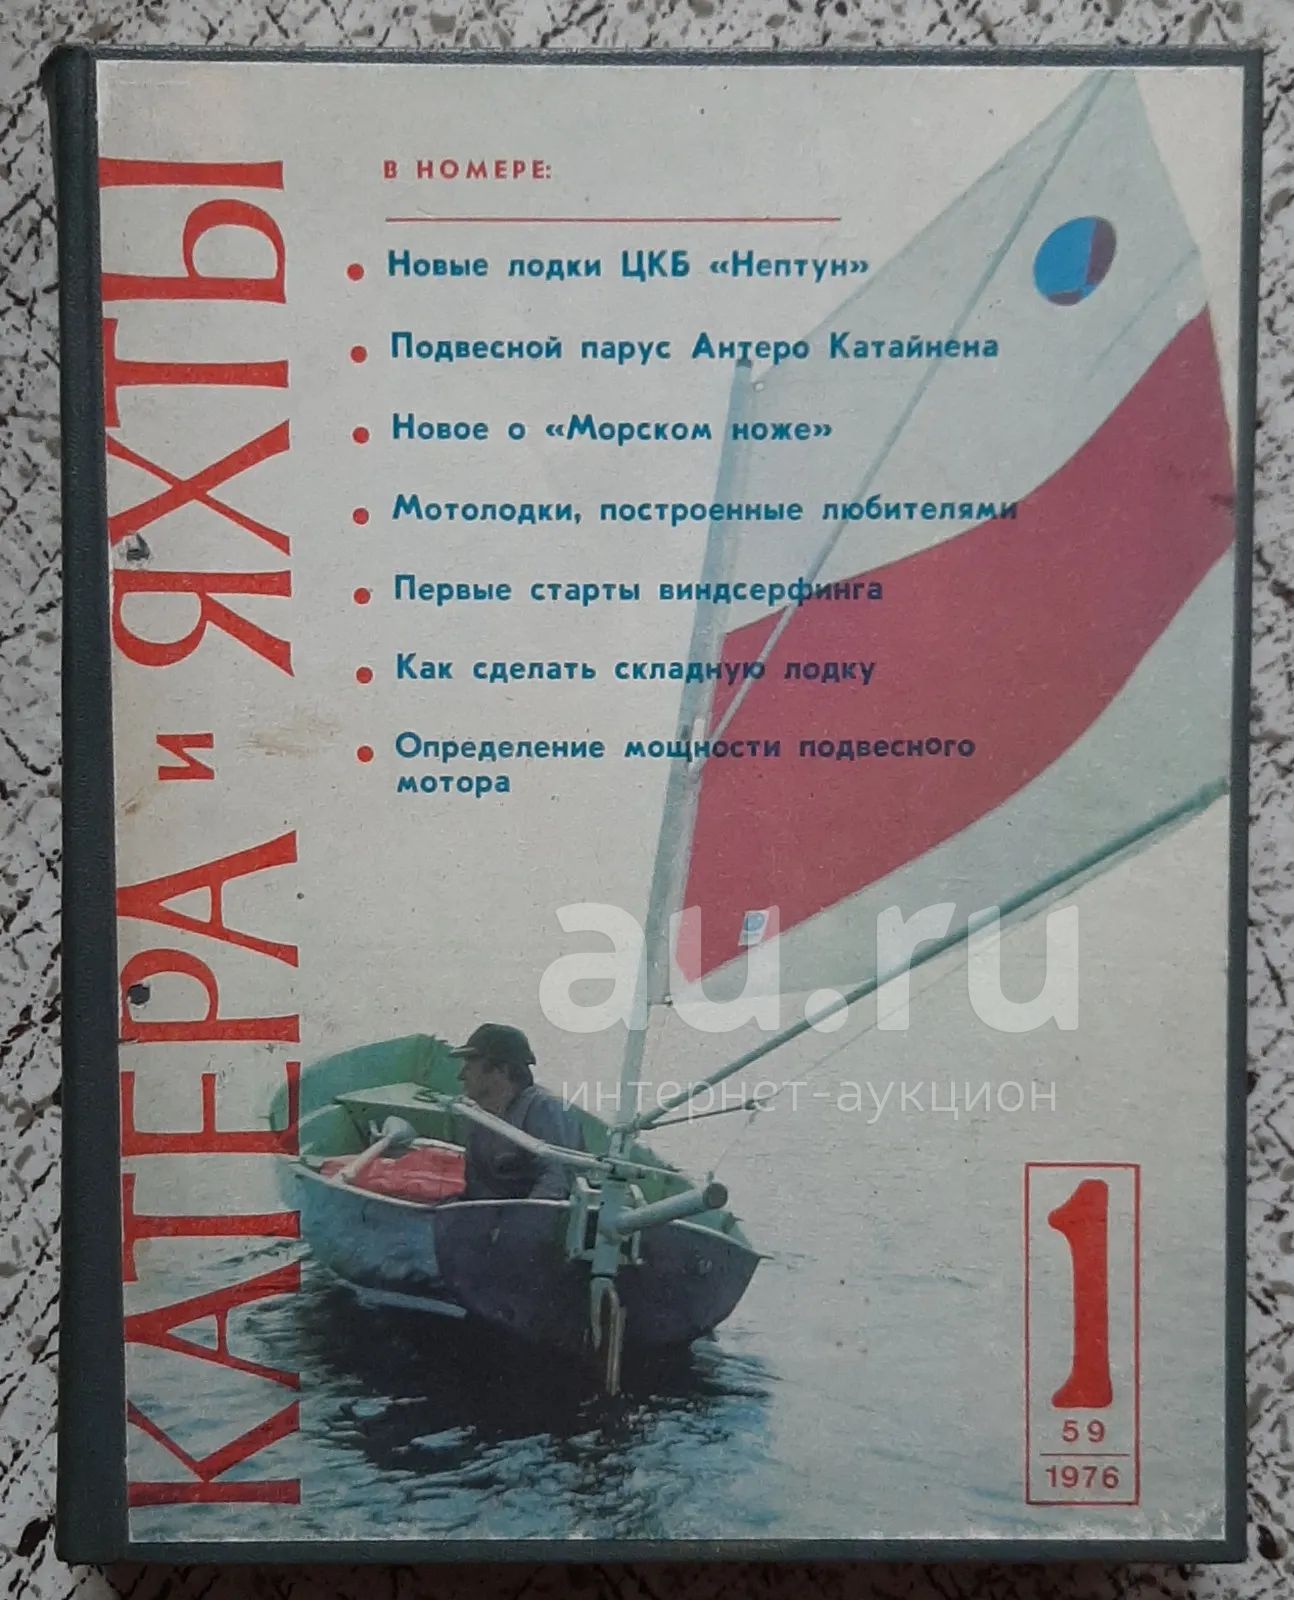 КАТЕРА и ЯХТЫ
В НОМЕРЕ:
• Новые лодки ЦКБ «Нептун»
• Подвесной парус Антеро Катайнена
• Новое о «Морском ноже»
• Мотолодки, построенные любителями
• Первые старты виндсерфинга
• Как сделать складную лодку
• Определение мощности подвесного
мотора
au.ru
интернет-аукцион
1
59
1976